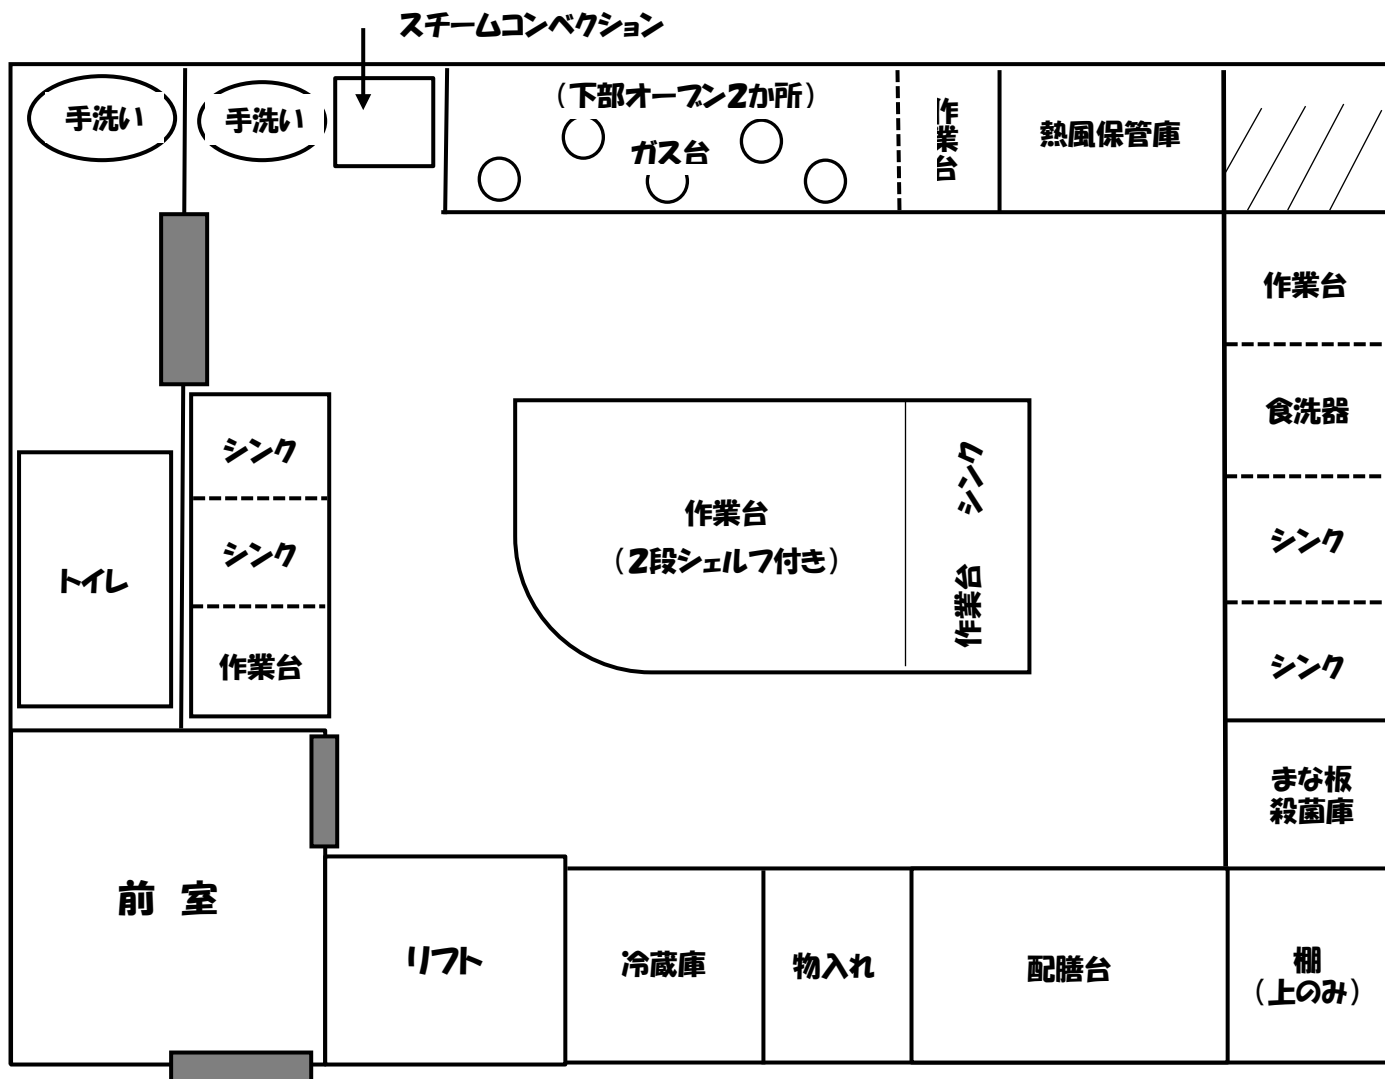 スチームコンベクション
手洗い
手洗い
（下部オーブン2か所）
ガス台
作業台
熱風保管庫
作業台
食洗器
シンク
シンク
まな板
殺菌庫
シンク
シンク
作業台
トイレ
作業台
（2段シェルフ付き）
シンク
作業台
前 室
リフト
冷蔵庫
物入れ
配膳台
棚
（上のみ）